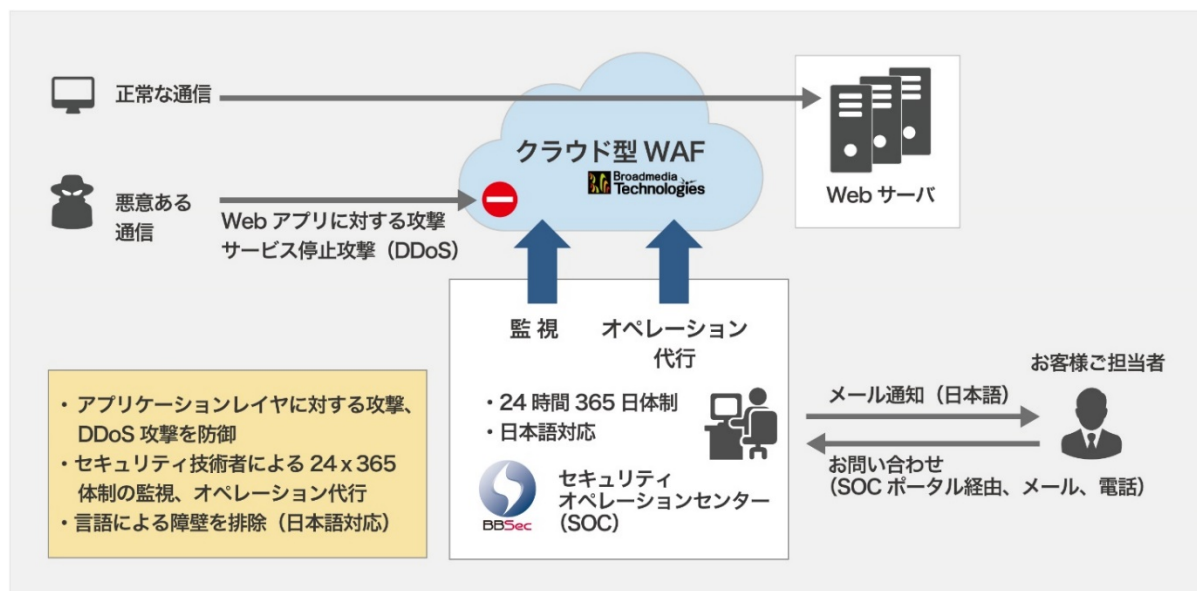 正常な通信
クラウド型 WAF
Broadmedia
Technologies
Web サーバ
悪意ある
通信
Web アプリに対する攻撃
サービス停止攻撃（DDoS）
監 視
オペレーション
代行
・24 時間 365 日体制
・日本語対応
BBSec
セキュリティ
オペレーションセンター
（SOC）
お客様ご担当者
メール通知（日本語）
お問い合わせ
（SOC ポータル経由、メール、電話）
・ アプリケーションレイヤに対する攻撃、
DDoS 攻撃を防御
・セキュリティ技術者による 24 x 365
体制の監視、オペレーション代行
・言語による障壁を排除（日本語対応）